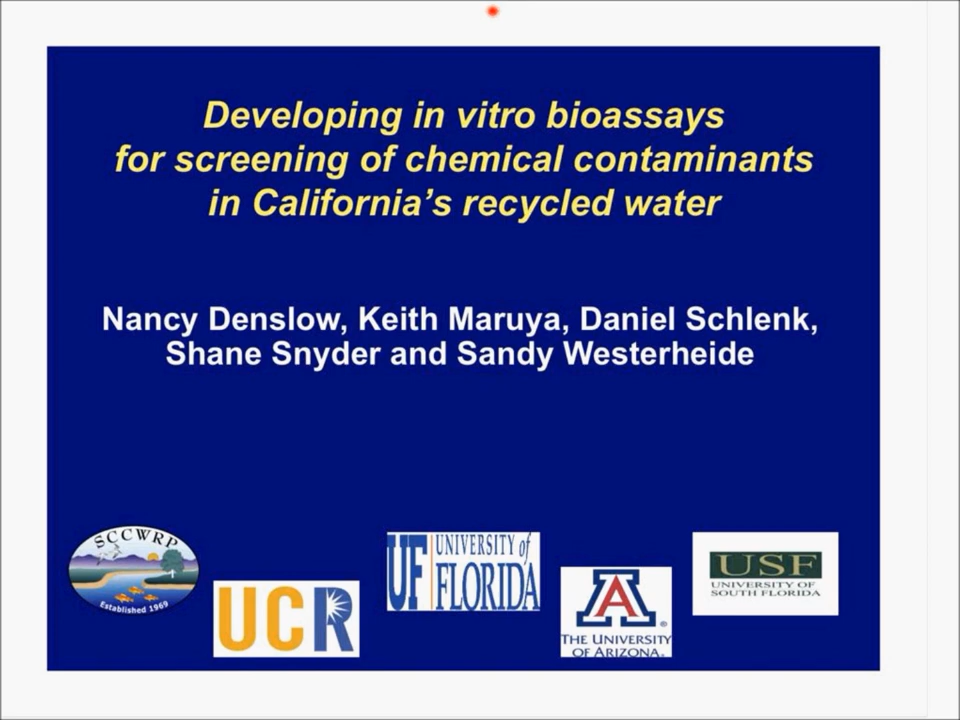 Developing in vitro bioassays
for screening of chemical contaminants
in California's recycled water
Nancy Denslow, Keith Maruya, Daniel Schlenk,
Shane Snyder and Sandy Westerheide
SCCWRP
Established 1969
UCR
UF UNIVERSITY of
FLORIDA
A
THE UNIVERSITY
OF ARIZONA.
USF
UNIVERSITY OF
SOUTH FLORIDA